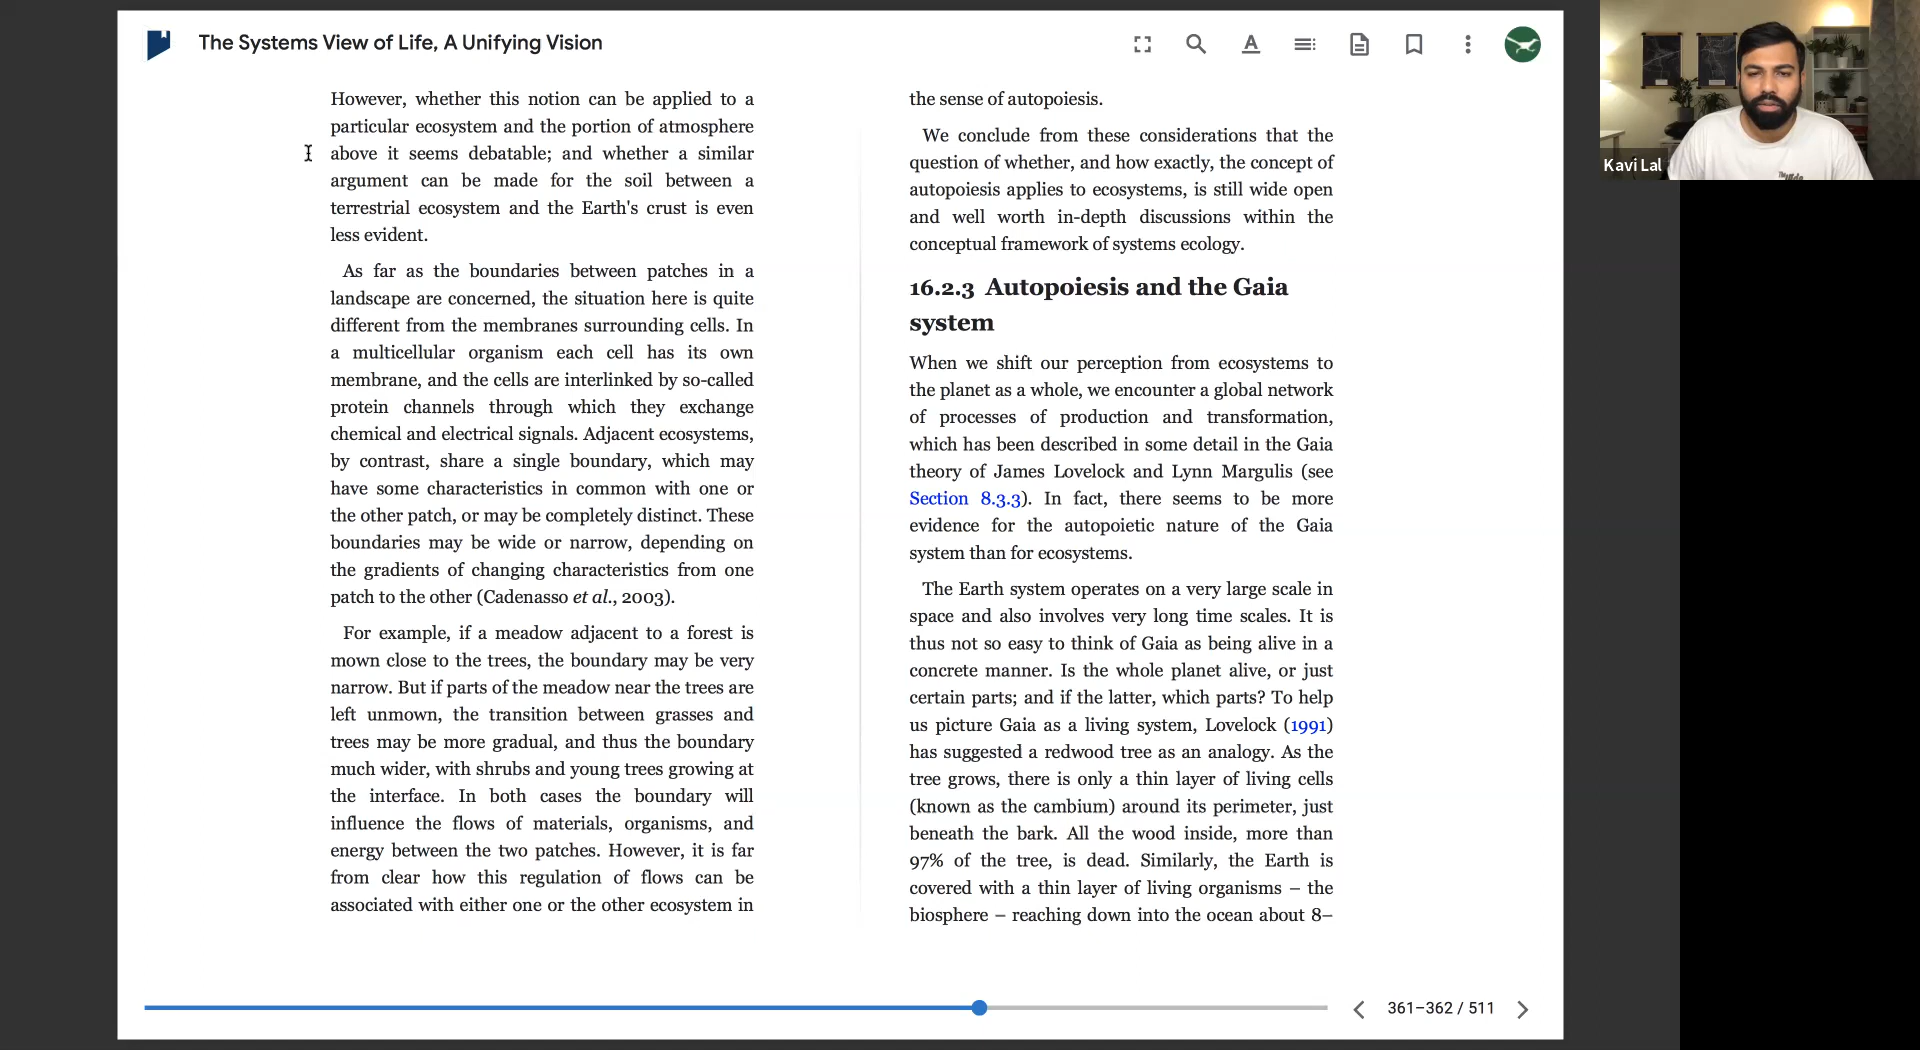 The Systems View of Life, A Unifying Vision
However, whether this notion can be applied to a
particular ecosystem and the portion of atmosphere
above it seems debatable; and whether a similar
argument can be made for the soil between a
terrestrial ecosystem and the Earth's crust is even
less evident.
As far as the boundaries between patches in a
landscape are concerned, the situation here is quite
different from the membranes surrounding cells. In
a multicellular organism each cell has its own
membrane, and the cells are interlinked by so-called
protein channels through which they exchange
chemical and electrical signals. Adjacent ecosystems,
by contrast, share a single boundary, which may
have some characteristics in common with one or
the other patch, or may be completely distinct. These
boundaries may be wide or narrow, depending on
the gradients of changing characteristics from one
patch to the other (Cadenasso et al., 2003).
For example, if a meadow adjacent to a forest is
mown close to the trees, the boundary may be very
narrow. But if parts of the meadow near the trees are
left unmown, the transition between grasses and
trees may be more gradual, and thus the boundary
much wider, with shrubs and young trees growing at
the interface. In both cases the boundary will
influence the flows of materials, organisms, and
energy between the two patches. However, it is far
from clear how this regulation of flows can be
associated with either one or the other ecosystem in
the sense of autopoiesis.
We conclude from these considerations that the
question of whether, and how exactly, the concept of
autopoiesis applies to ecosystems, is still wide open
and well worth in-depth discussions within the
conceptual framework of systems ecology.
16.2.3 Autopoiesis and the Gaia
system
When we shift our perception from ecosystems to
the planet as a whole, we encounter a global network
of processes of production and transformation,
which has been described in some detail in the Gaia
theory of James Lovelock and Lynn Margulis (see
Section 8.3.3). In fact, there seems to be more
evidence for the autopoietic nature of the Gaia
system than for ecosystems.
The Earth system operates on a very large scale in
space and also involves very long time scales. It is
thus not so easy to think of Gaia as being alive in a
concrete manner. Is the whole planet alive, or just
certain parts; and if the latter, which parts? To help
us picture Gaia as a living system, Lovelock (1991)
has suggested a redwood tree as an analogy. As the
tree grows, there is only a thin layer of living cells
(known as the cambium) around its perimeter, just
beneath the bark. All the wood inside, more than
97% of the tree, is dead. Similarly, the Earth is
covered with a thin layer of living organisms – the
biosphere – reaching down into the ocean about 8–
361–362 / 511
Kavi Lal